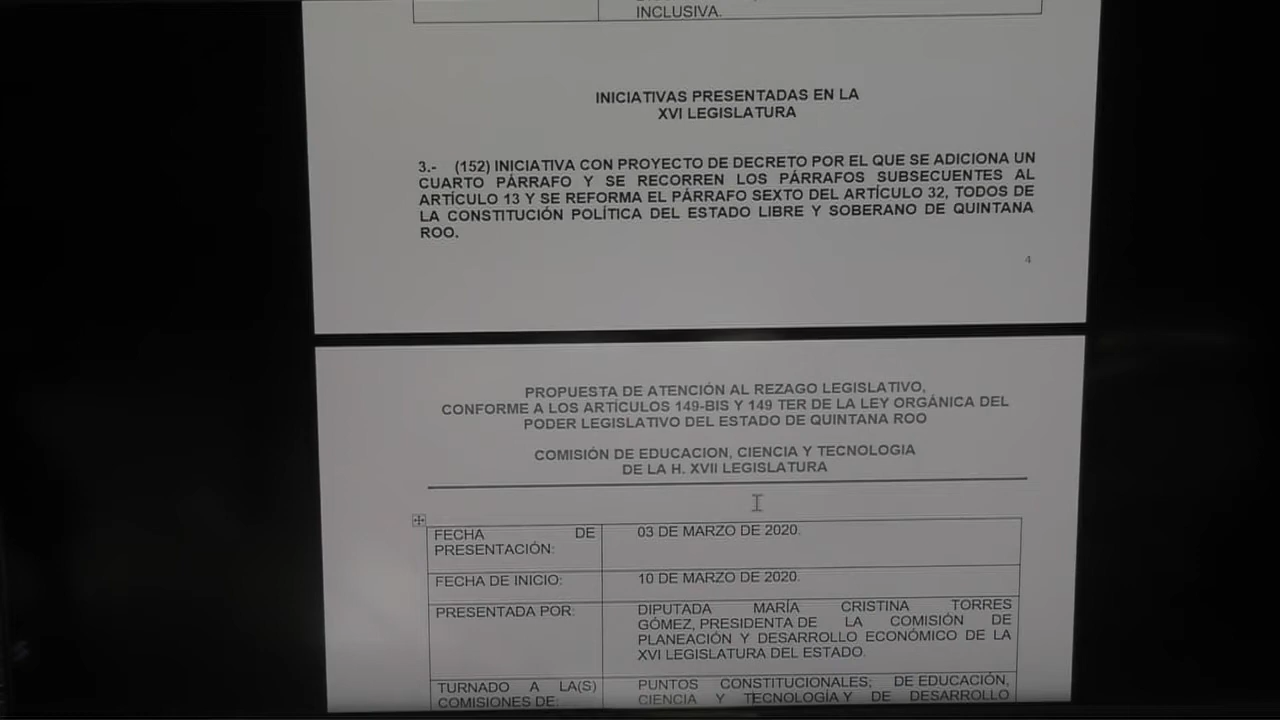 INCLUSIVA.
INICIATIVAS PRESENTADAS EN LA
XVI LEGISLATURA
3.- (152) INICIATIVA CON PROYECTO DE DECRETO POR EL QUE SE ADICIONA UN
CUARTO PÁRRAFO Y SE RECORREN LOS PÁRRAFOS SUBSECUENTES AL
ARTÍCULO 13 Y SE REFORMA EL PÁRRAFO SEXTO DEL ARTÍCULO 32, TODOS DE
LA CONSTITUCIÓN POLÍTICA DEL ESTADO LIBRE Y SOBERANO DE QUINTANA
ROO.
4
PROPUESTA DE ATENCIÓN AL REZAGO LEGISLATIVO,
CONFORME A LOS ARTÍCULOS 149-BIS Y 149 TER DE LA LEY ORGÁNICA DEL
PODER LEGISLATIVO DEL ESTADO DE QUINTANA ROO
COMISIÓN DE EDUCACION, CIENCIA Y TECNOLOGIA
DE LA H. XVII LEGISLATURA
FECHA DE
PRESENTACIÓN:
03 DE MARZO DE 2020.
FECHA DE INICIO:
10 DE MARZO DE 2020.
PRESENTADA POR:
DIPUTADA MARÍA CRISTINA TORRES
GÓMEZ, PRESIDENTA DE LA COMISIÓN DE
PLANEACIÓN Y DESARROLLO ECONÓMICO DE LA
XVI LEGISLATURA DEL ESTADO.
TURNADO A LA(S)
COMISIONES DE:
PUNTOS CONSTITUCIONALES; DE EDUCACIÓN,
CIENCIA Y TECNOLOGÍA Y DE DESARROLLO